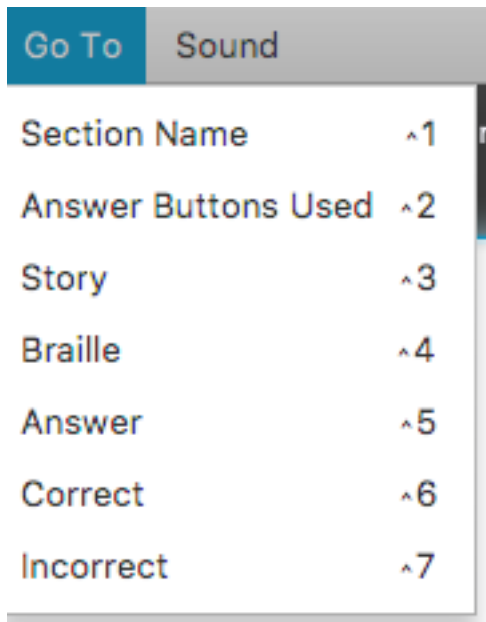 Go To Sound
Section Name ^1
Answer Buttons Used ^2
Story ^3
Braille ^4
Answer ^5
Correct ^6
Incorrect ^7